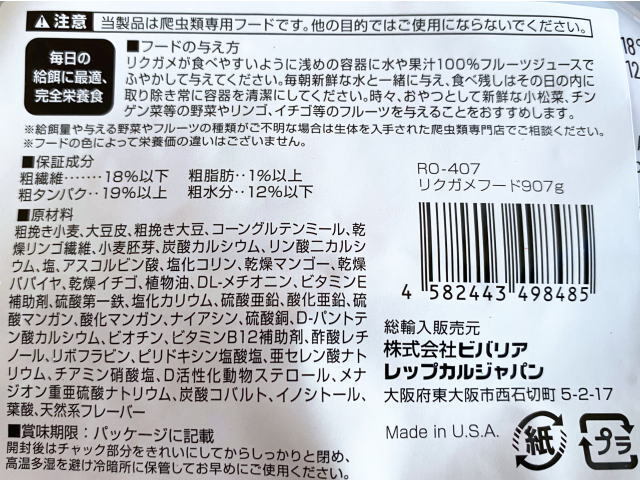 ⚠注意 当製品は爬虫類専用フードです。他の目的ではご使用にならないでください。
毎日の
給餌に最適、
完全栄養食
■フードの与え方
リクガメが食べやすいように浅めの容器に水や果汁100%フルーツジュースで
ふやかして与えてください。毎朝新鮮な水と一緒に与え、食べ残しはその日の内に
取り除き常に容器を清潔にしてください。時々、おやつとして新鮮な小松菜、チン
ゲン菜等の野菜やリンゴ、イチゴ等のフルーツを与えることをおすすめします。
※給餌量や与える野菜やフルーツの種類がご不明な場合は生体を入手された爬虫類専門店でご相談ください。
※フードの色によって栄養価の違いはございません。
■保証成分
粗繊維……18%以下 粗脂肪…1%以上
粗タンパク…19%以上 粗水分…12%以下
■原材料
粗挽き小麦、大豆皮、粗挽き大豆、コーングルテンミール、乾
燥リンゴ繊維、小麦胚芽、炭酸カルシウム、リン酸二カルシ
ウム、塩、アスコルビン酸、塩化コリン、乾燥マンゴー、乾燥
パパイヤ、乾燥イチゴ、植物油、DL-メチオニン、ビタミンE
補助剤、硫酸第一鉄、塩化カリウム、硫酸亜鉛、酸化亜鉛、硫
酸マンガン、酸化マンガン、ナイアシン、硫酸銅、D-パントテ
ン酸カルシウム、ビオチン、ビタミンB12補助剤、酢酸レチ
ノール、リボフラビン、ピリドキシン塩酸塩、亜セレン酸ナト
リウム、チアミン硝酸塩、D活性化動物ステロール、メナ
ジオン重亜硫酸ナトリウム、炭酸コバルト、イノシトール、
葉酸、天然系フレーバー
■賞味期限:パッケージに記載
開封後はチャック部分をきれいにしてからしっかりと閉め、
高温多湿を避け冷暗所に保管してお早めにご使用ください。
RO-407
リクガメフード907g
4 582443 498485
総輸入販売元
株式会社ビバリア
レップカルジャパン
大阪府東大阪市西石切町5-2-17
Made in U.S.A.
紙
プラ
18%
12